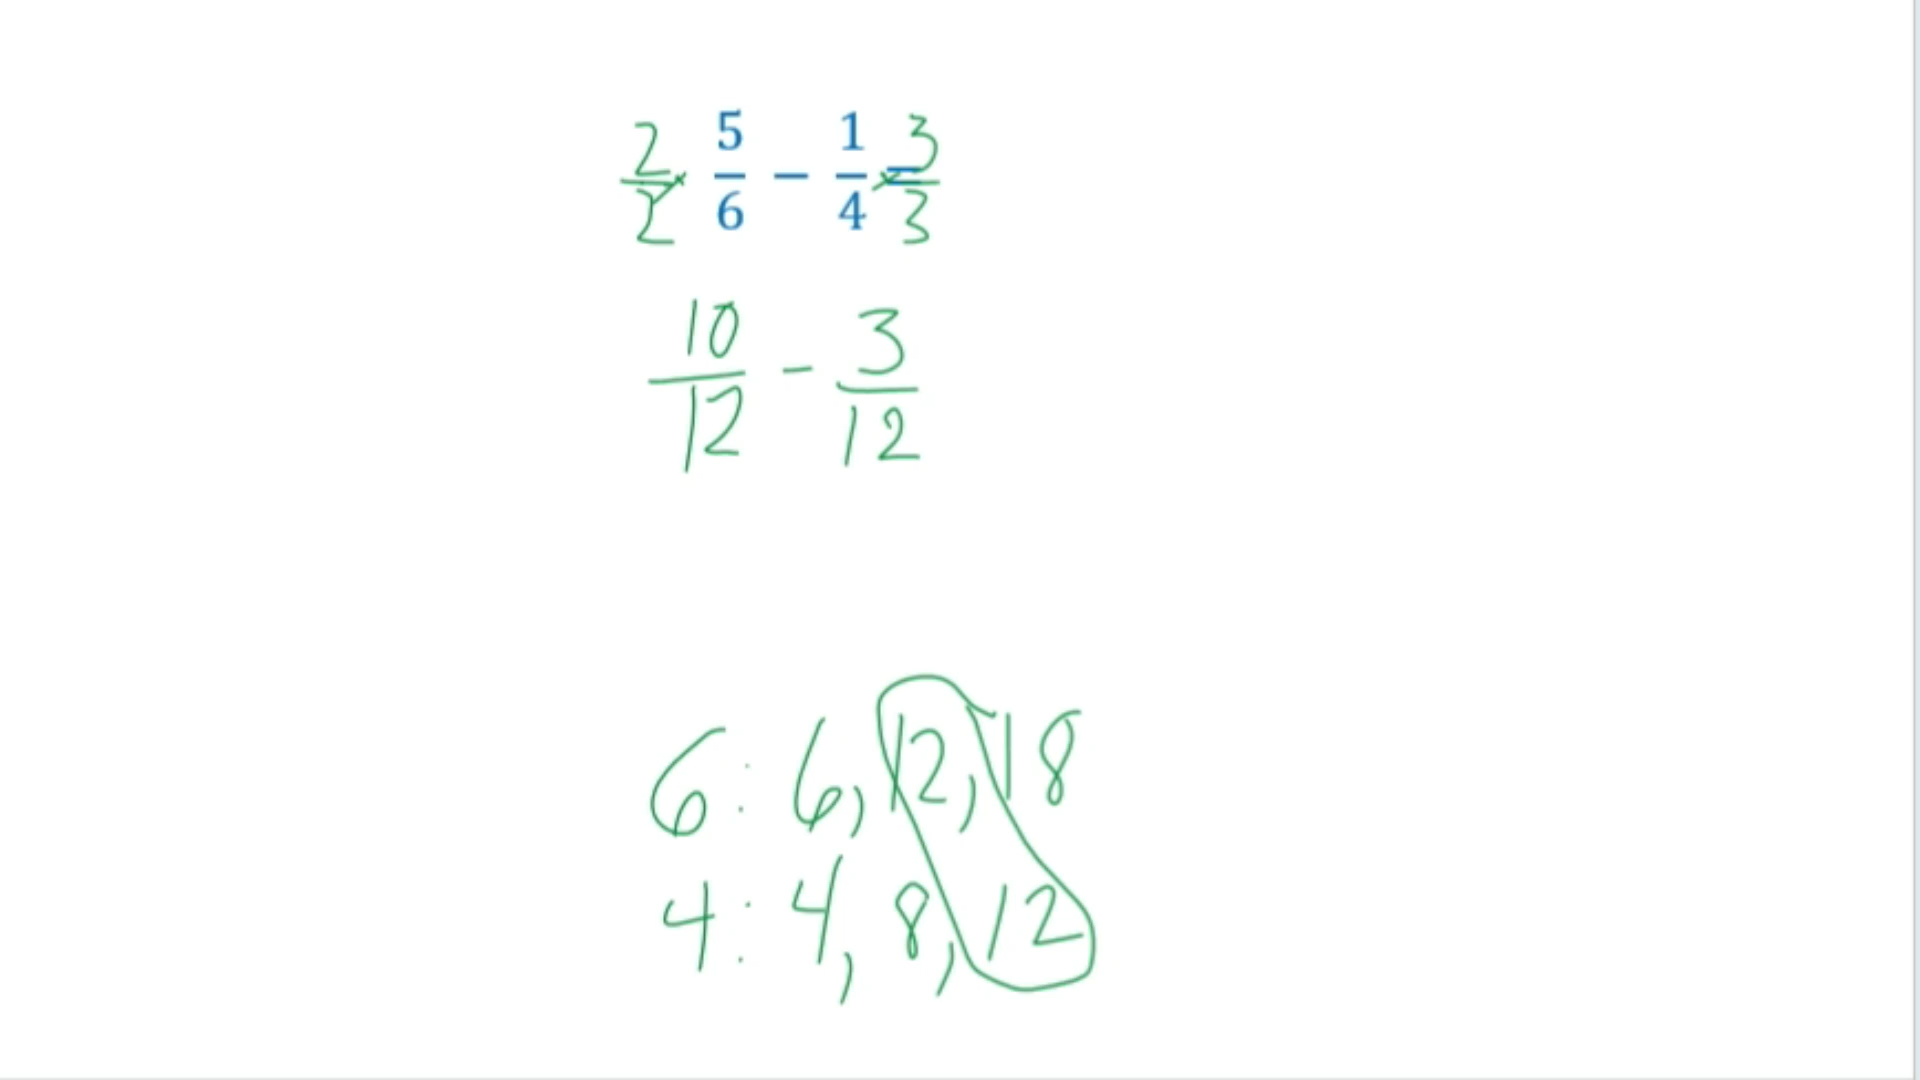 2/2 × 5/6 − 1/4 = × 3/3
10/12 - 3/12
6: 6, 12, 18
4: 4, 8, 12